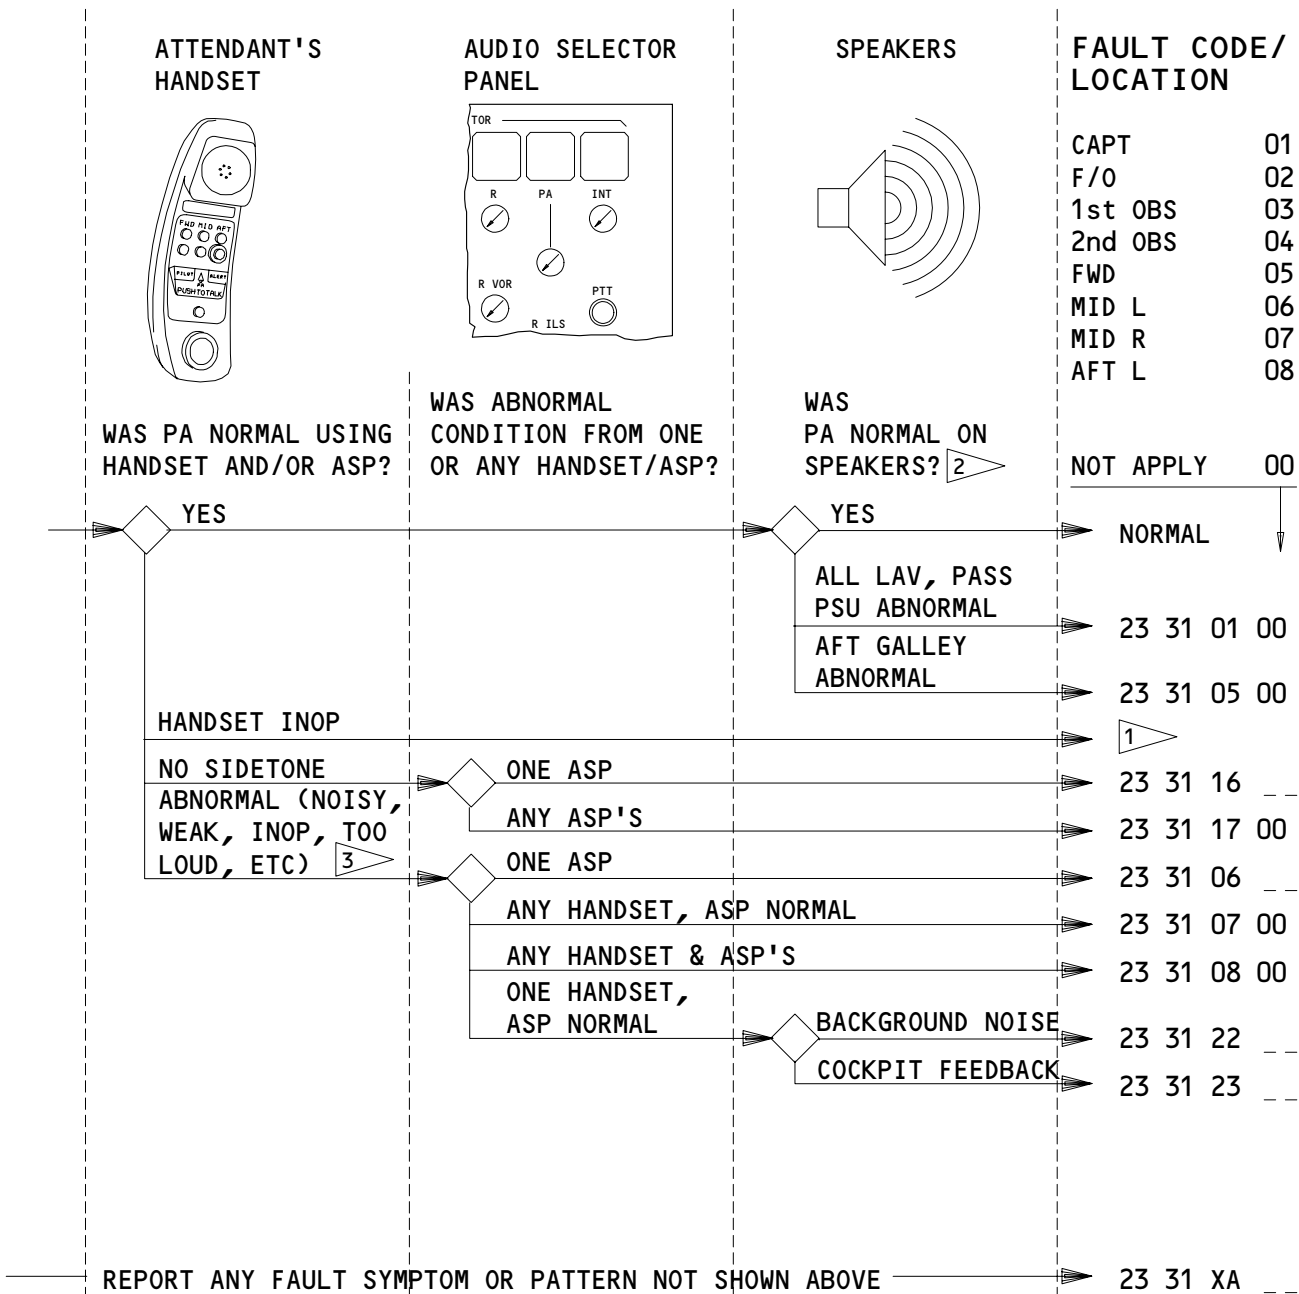 ATTENDANT'S
HANDSET
AUDIO SELECTOR
PANEL
SPEAKERS
FAULT CODE/
LOCATION
FWD MID AFT
PILOT
ALERT
PA
PUSHTOTALK
TOR
R
PA
INT
R VOR
PTT
R ILS
CAPT 01
F/O 02
1st OBS 03
2nd OBS 04
FWD 05
MID L 06
MID R 07
AFT L 08
NOT APPLY 00
WAS PA NORMAL USING
HANDSET AND/OR ASP?
WAS ABNORMAL
CONDITION FROM ONE
OR ANY HANDSET/ASP?
WAS
PA NORMAL ON
SPEAKERS? 2
YES
YES
NORMAL
ALL LAV, PASS
PSU ABNORMAL
23 31 01 00
AFT GALLEY
ABNORMAL
23 31 05 00
HANDSET INOP
1
NO SIDETONE
ONE ASP
23 31 16 _ _
ANY ASP'S
23 31 17 00
ABNORMAL (NOISY,
WEAK, INOP, TOO
LOUD, ETC) 3
ONE ASP
23 31 06 _ _
ANY HANDSET, ASP NORMAL
23 31 07 00
ANY HANDSET & ASP'S
23 31 08 00
ONE HANDSET,
ASP NORMAL
BACKGROUND NOISE
23 31 22 _ _
COCKPIT FEEDBACK
23 31 23 _ _
REPORT ANY FAULT SYMPTOM OR PATTERN NOT SHOWN ABOVE
23 31 XA _ _